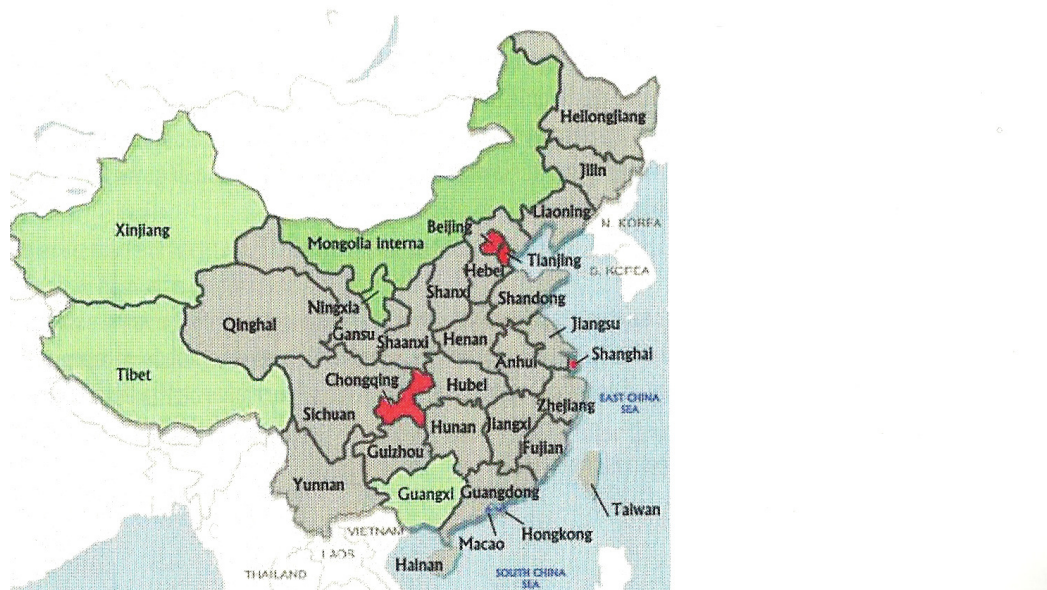 Heilongjiang
Jilin
Liaoning
N. KOREA
Xinjiang
Beijing
Mongolia interna
Tianjing
Hebei
S. KOREA
Shanxi
Shandong
Ningxia
Qinghai
Gansu
Shaanxi
Henan
Jiangsu
Shanghai
Anhui
Tibet
Chongqing
Hubei
EAST CHINA
SEA
Zhejiang
Sichuan
Hunan
Jiangxi
Fujian
Guizhou
Yunnan
Guangxi
Guangdong
Taiwan
VIETNAM
Hongkong
Macao
LAOS
Hainan
THAILAND
SOUTH CHINA
SEA